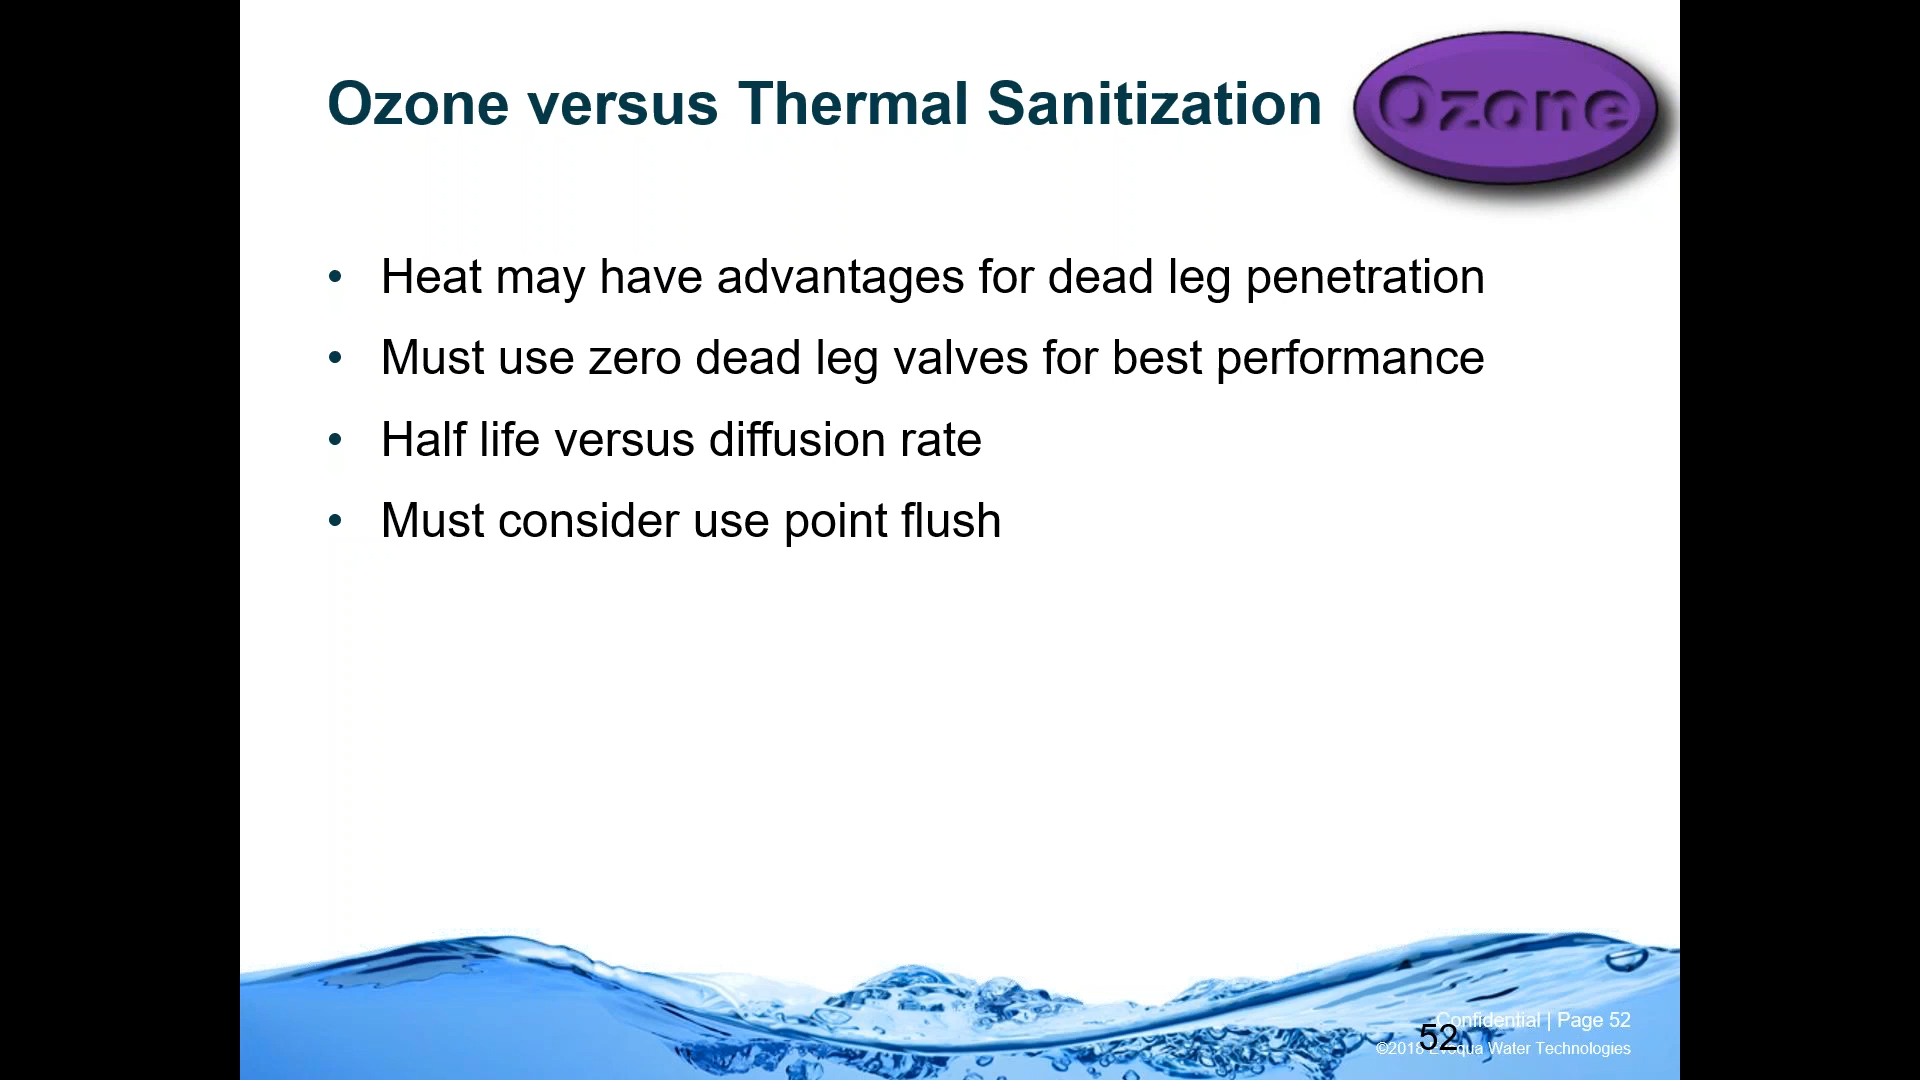 Ozone versus Thermal Sanitization
Ozone
• Heat may have advantages for dead leg penetration
• Must use zero dead leg valves for best performance
• Half life versus diffusion rate
• Must consider use point flush
Confidential | Page 52
52
©2018 Evoqua Water Technologies